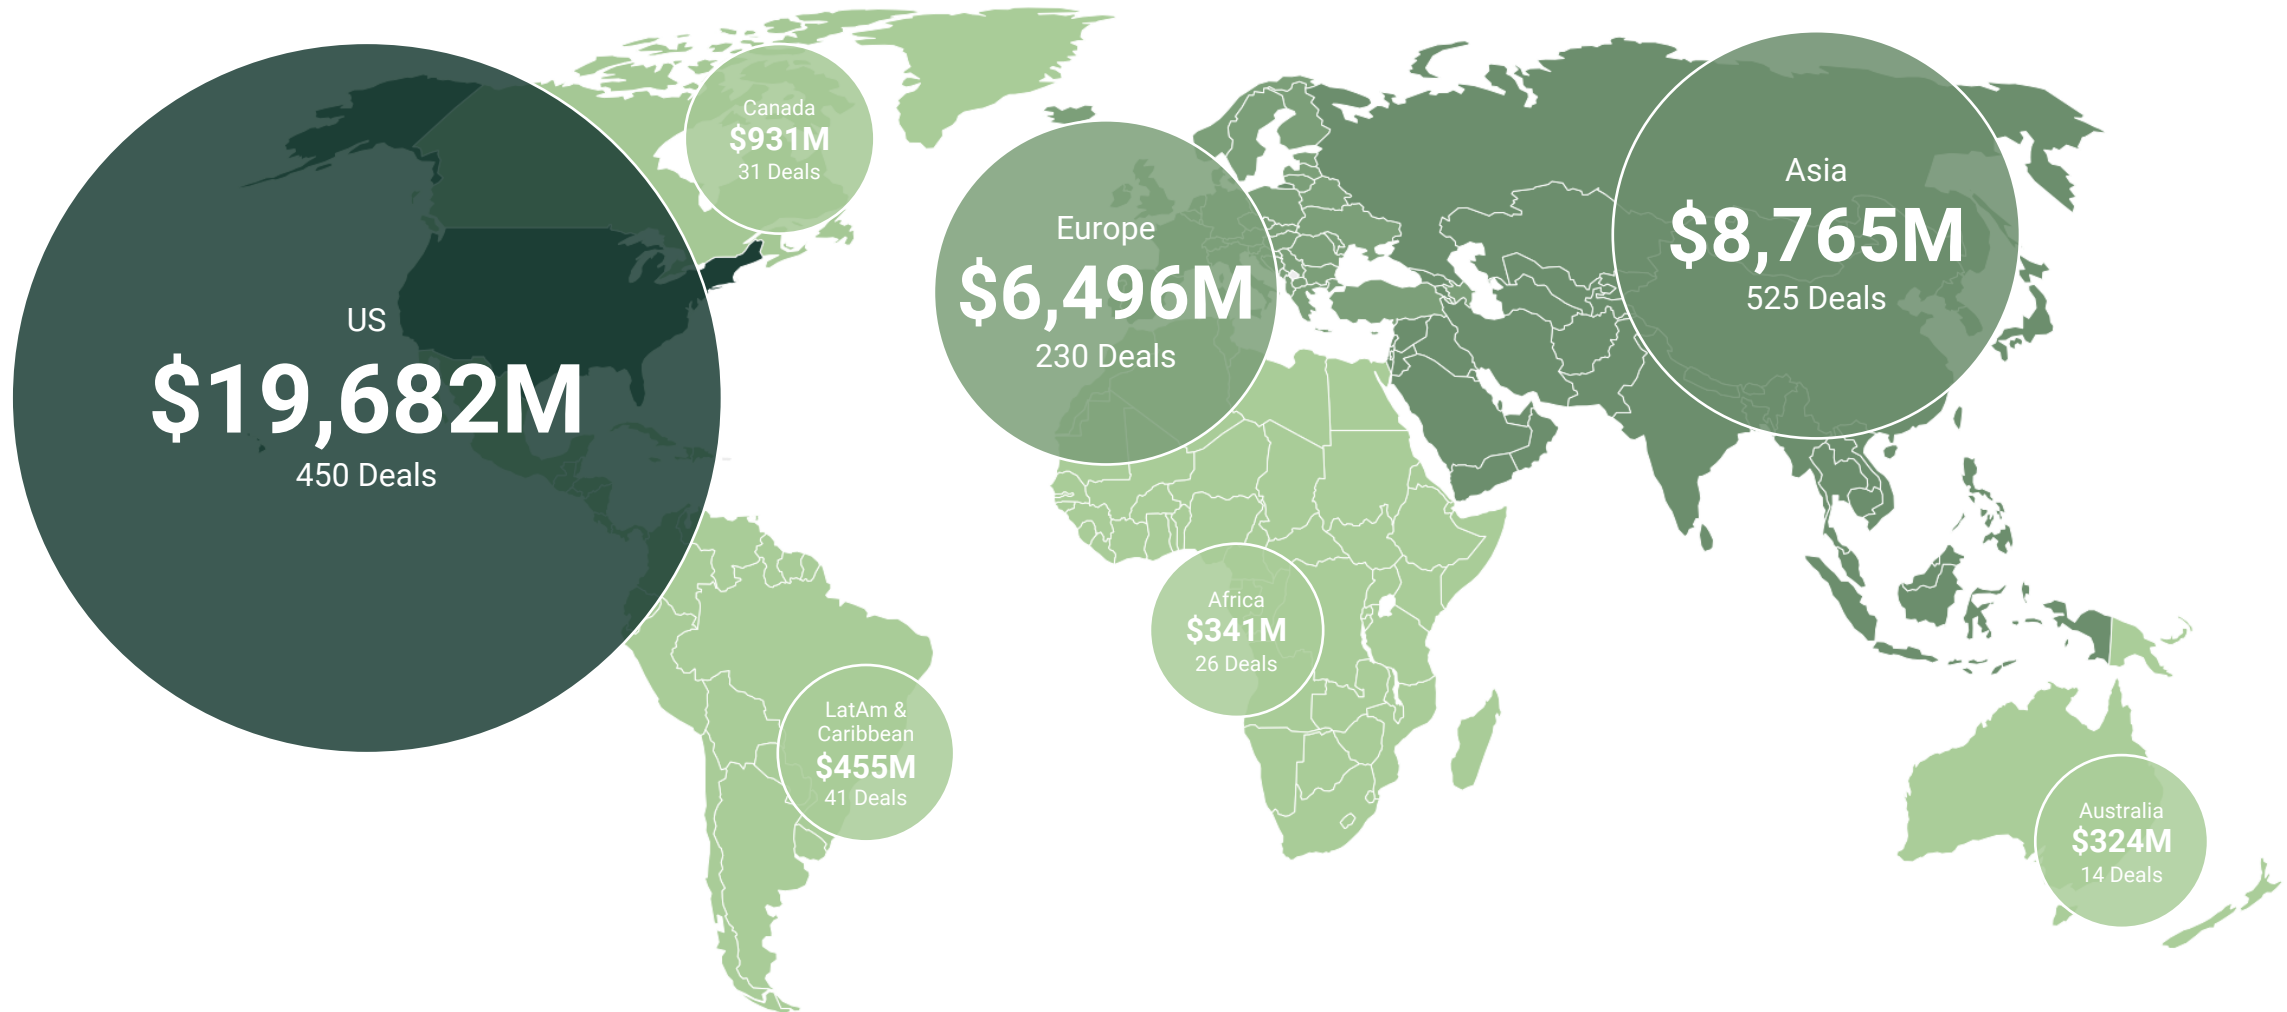 US
$19,682M
450 Deals
Canada
$931M
31 Deals
Europe
$6,496M
230 Deals
Asia
$8,765M
525 Deals
Africa
$341M
26 Deals
LatAm &
Caribbean
$455M
41 Deals
Australia
$324M
14 Deals